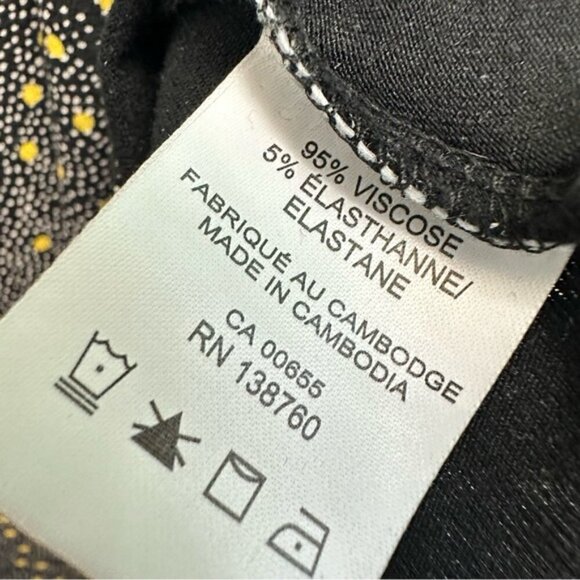 95% VISCOSE
5% ÉLASTHANNE/
ELASTANE
FABRIQUÉ AU CAMBODGE
MADE IN CAMBODIA
CA 00655
RN 138760